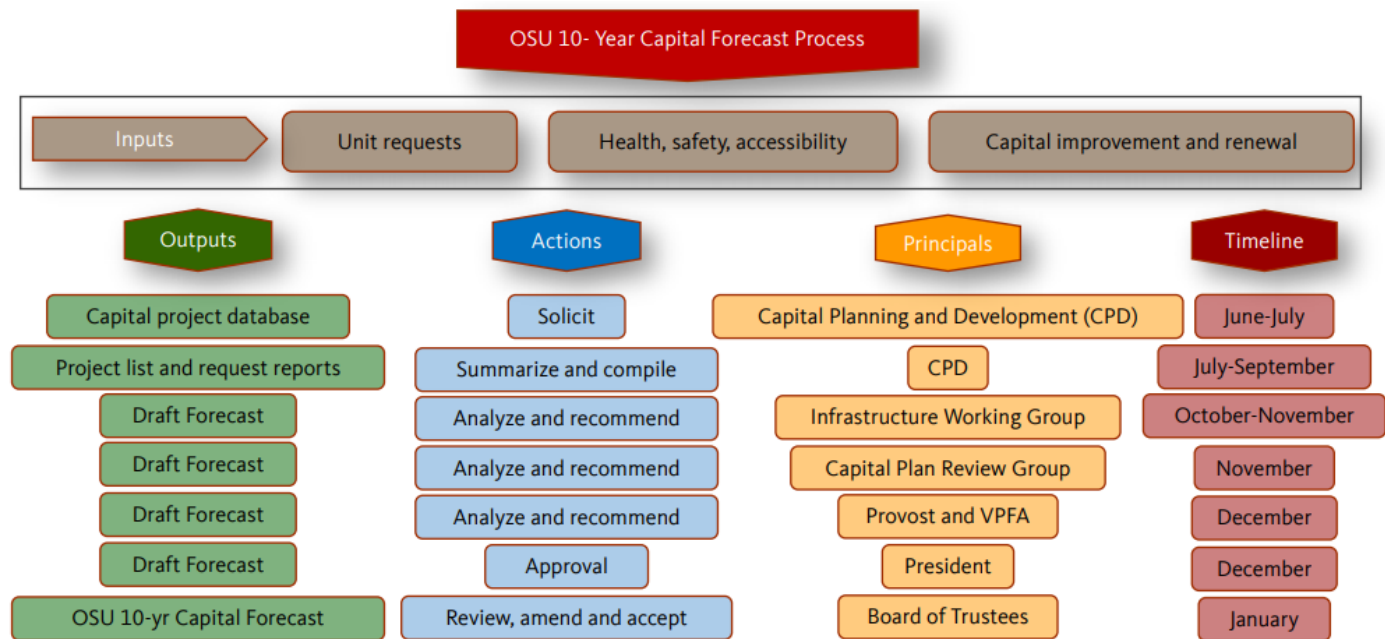 OSU 10- Year Capital Forecast Process
Inputs
Unit requests
Health, safety, accessibility
Capital improvement and renewal
Outputs
Actions
Principals
Timeline
Capital project database
Solicit
Capital Planning and Development (CPD)
June-July
Project list and request reports
Summarize and compile
CPD
July-September
Draft Forecast
Analyze and recommend
Infrastructure Working Group
October-November
Draft Forecast
Analyze and recommend
Capital Plan Review Group
November
Draft Forecast
Analyze and recommend
Provost and VPFA
December
Draft Forecast
Approval
President
December
OSU 10-yr Capital Forecast
Review, amend and accept
Board of Trustees
January